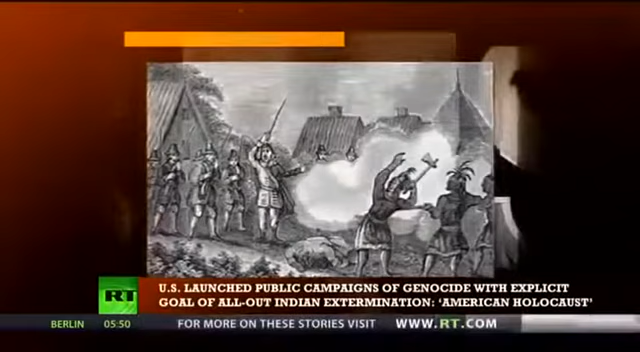 U.S. LAUNCHED PUBLIC CAMPAIGNS OF GENOCIDE WITH EXPLICIT
GOAL OF ALL-OUT INDIAN EXTERMINATION: 'AMERICAN HOLOCAUST'
RT
BERLIN 05:50 FOR MORE ON THESE STORIES VISIT WWW.RT.COM